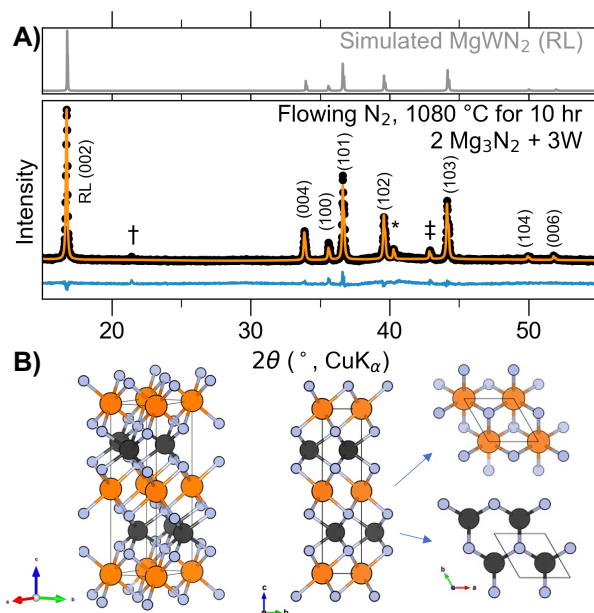 A)
Simulated MgWN₂ (RL)
Flowing N₂, 1080 °C for 10 hr
2 Mg₃N₂ + 3W
Intensity
RL (002)
†
(004)
(100)
(101)
(102)
*
‡
(103)
(104)
(006)
20
30
40
50
2θ (°, CuKα)
B)
c
a
b
c
b
b
a